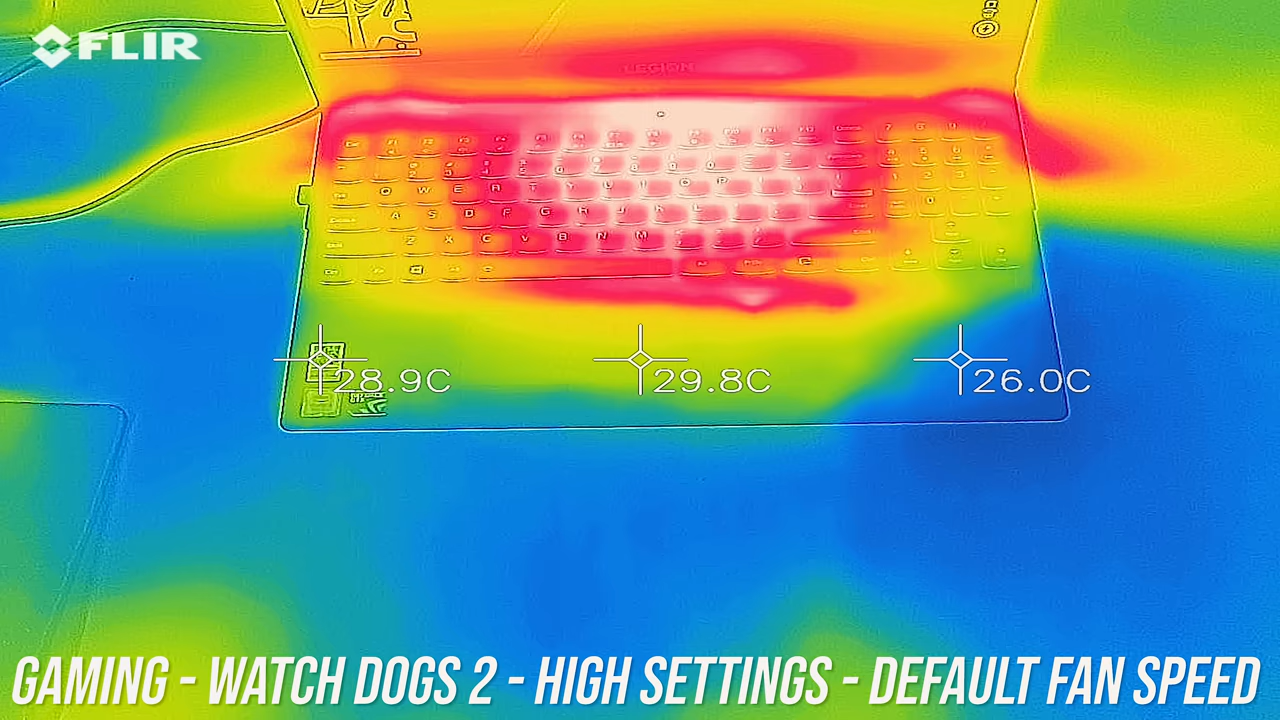 FLIR
LEGION
Q W E R T Y U I O P
A S D F G H J K L
Z X C V B N M
28.9C 29.8C 26.0C
GAMING - WATCH DOGS 2 - HIGH SETTINGS - DEFAULT FAN SPEED